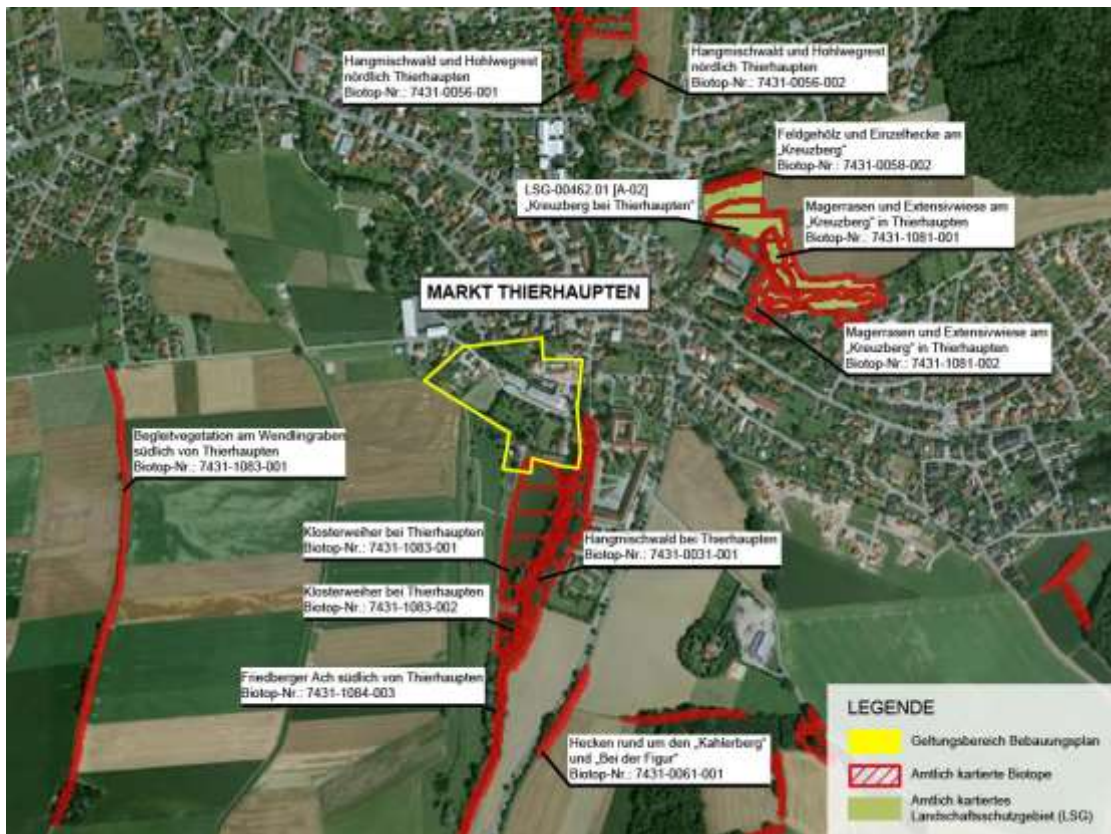 Hangmischwald und Hohlwegrest
nördlich Thierhaupten
Biotop-Nr.: 7431-0056-001
Hangmischwald und Hohlwegrest
nördlich Thierhaupten
Biotop-Nr.: 7431-0056-002
Feldgehölz und Einzelhecke am
„Kreuzberg“
Biotop-Nr.: 7431-0058-002
LSG-00462.01 [A-02]
„Kreuzberg bei Thierhaupten“
Magerrasen und Extensivwiese am
„Kreuzberg“ in Thierhaupten
Biotop-Nr.: 7431-1081-001
MARKT THIERHAUPTEN
Magerrasen und Extensivwiese am
„Kreuzberg“ in Thierhaupten
Biotop-Nr.: 7431-1081-002
Begleitvegetation am Wendlingraben
südlich von Thierhaupten
Biotop-Nr.: 7431-1083-001
Klosterweiher bei Thierhaupten
Biotop-Nr.: 7431-1083-001
Hangmischwald bei Thierhaupten
Biotop-Nr.: 7431-0031-001
Klosterweiher bei Thierhaupten
Biotop-Nr.: 7431-1083-002
Friedberger Ach südlich von Thierhaupten
Biotop-Nr.: 7431-1084-003
Hecken rund um den „Kahlerberg“
und „Bei der Figur“
Biotop-Nr.: 7431-0061-001
LEGENDE
Geltungsbereich Bebauungsplan
Amtlich kartierte Biotope
Amtlich kartiertes
Landschaftsschutzgebiet (LSG)